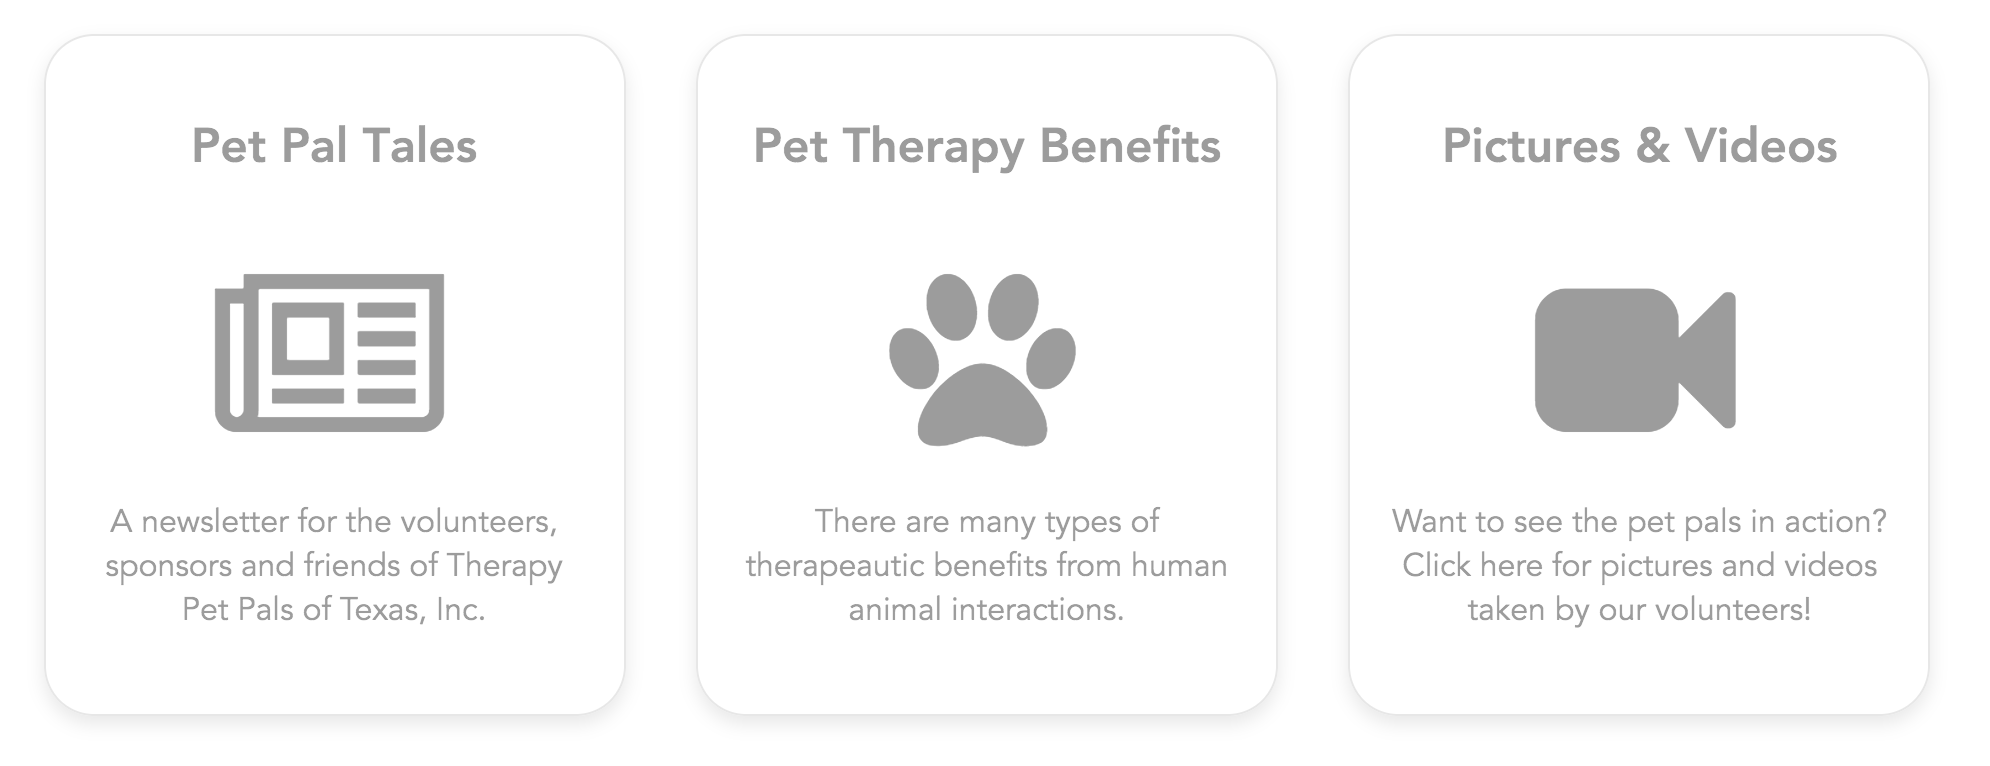 Pet Pal Tales
A newsletter for the volunteers,
sponsors and friends of Therapy
Pet Pals of Texas, Inc.
Pet Therapy Benefits
There are many types of
therapeautic benefits from human
animal interactions.
Pictures & Videos
Want to see the pet pals in action?
Click here for pictures and videos
taken by our volunteers!